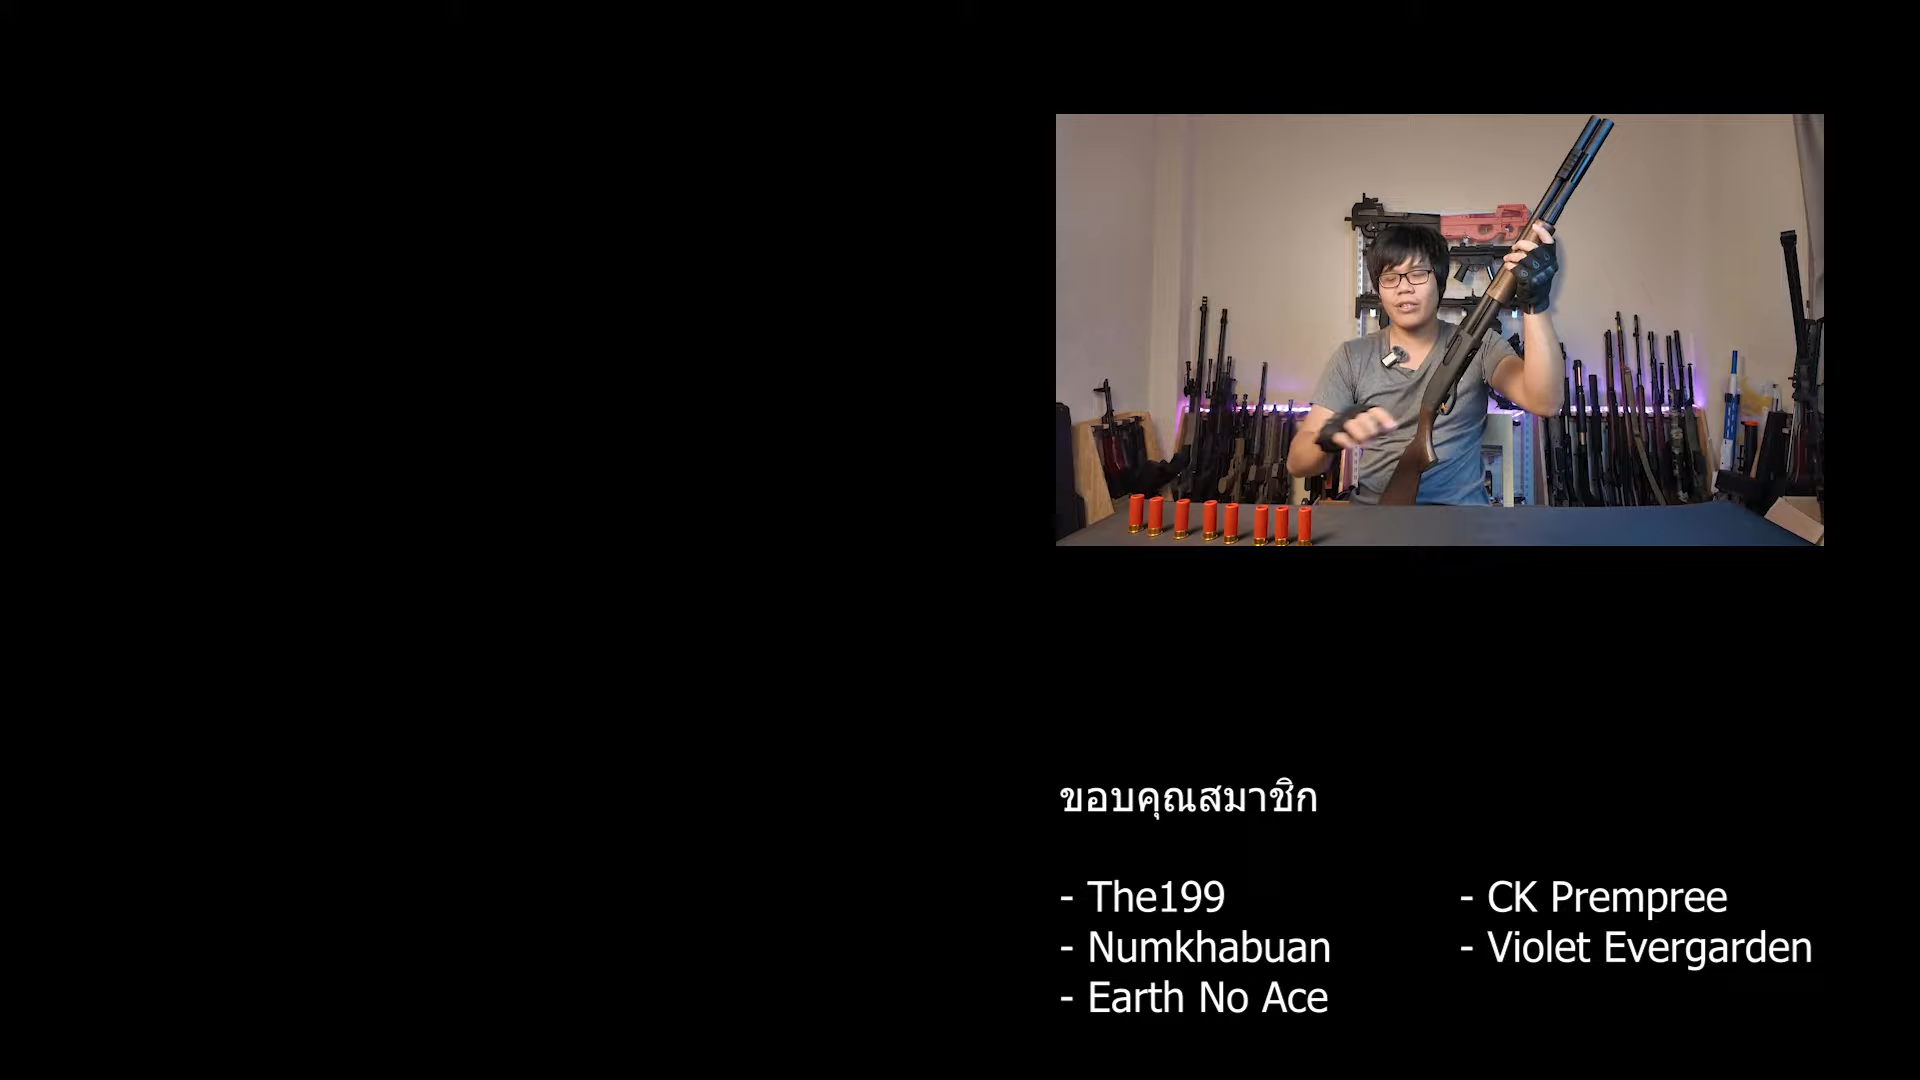 ขอบคุณสมาชิก
- The199
- Numkhabuan
- Earth No Ace
- CK Prempree
- Violet Evergarden